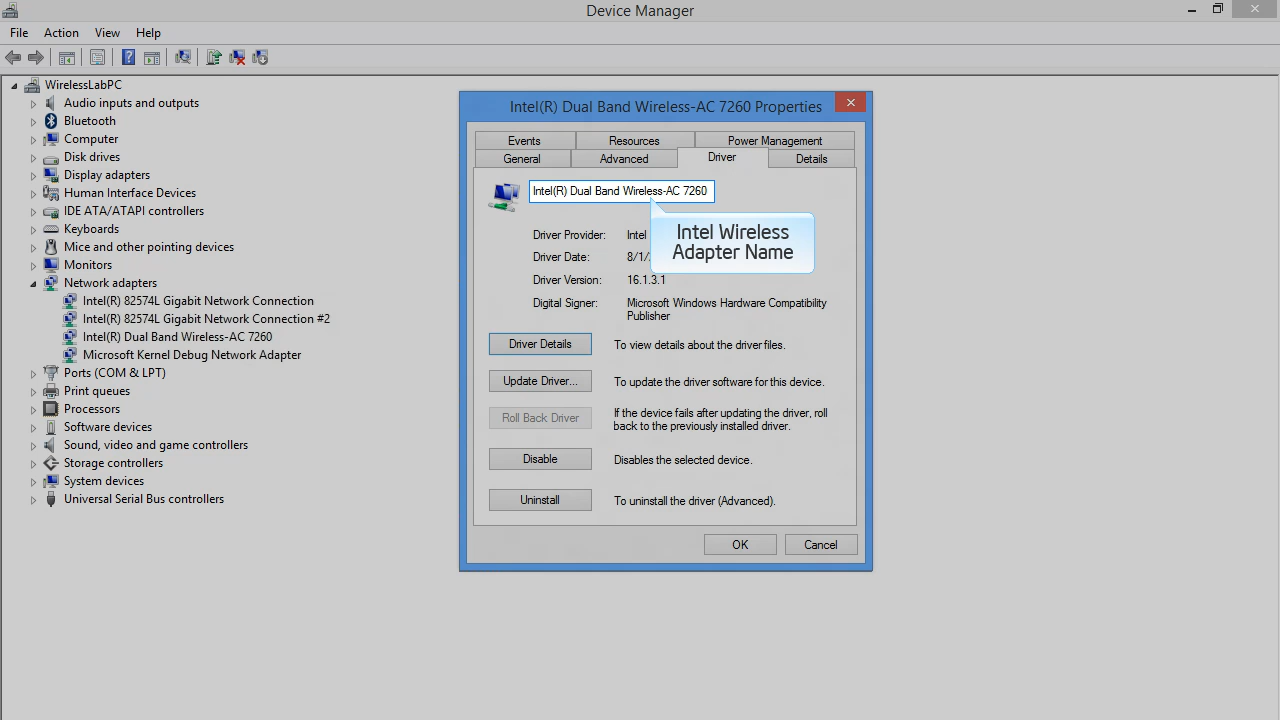 Device Manager
File Action View Help
WirelessLabPC
Audio inputs and outputs
Bluetooth
Computer
Disk drives
Display adapters
Human Interface Devices
IDE ATA/ATAPI controllers
Keyboards
Mice and other pointing devices
Monitors
Network adapters
Intel(R) 82574L Gigabit Network Connection
Intel(R) 82574L Gigabit Network Connection #2
Intel(R) Dual Band Wireless-AC 7260
Microsoft Kernel Debug Network Adapter
Ports (COM & LPT)
Print queues
Processors
Software devices
Sound, video and game controllers
Storage controllers
System devices
Universal Serial Bus controllers
Intel(R) Dual Band Wireless-AC 7260 Properties
Events Resources Power Management
General Advanced Driver Details
Intel(R) Dual Band Wireless-AC 7260
Intel Wireless
Adapter Name
Driver Provider: Intel
Driver Date: 8/1/
Driver Version: 16.1.3.1
Digital Signer: Microsoft Windows Hardware Compatibility
Publisher
Driver Details To view details about the driver files.
Update Driver... To update the driver software for this device.
Roll Back Driver If the device fails after updating the driver, roll
back to the previously installed driver.
Disable Disables the selected device.
Uninstall To uninstall the driver (Advanced).
OK Cancel